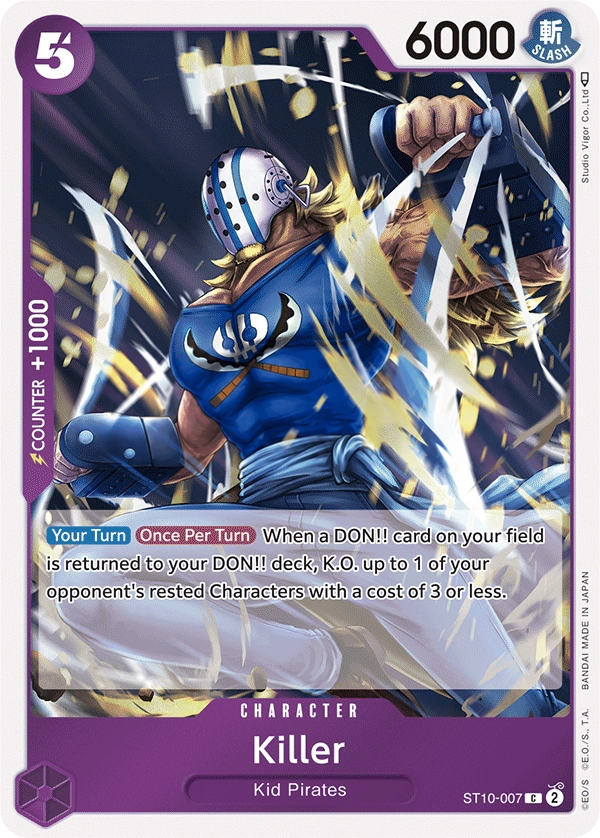 5
6000
斬
SLASH
Studio Vigor Co.,Ltd
COUNTER +1000
Your Turn Once Per Turn When a DON!! card on your field
is returned to your DON!! deck, K.O. up to 1 of your
opponent's rested Characters with a cost of 3 or less.
CHARACTER
Killer
Kid Pirates
ST10-007 C 2
©EO/S ©E.O./S., T.A. BANDAI MADE IN JAPAN